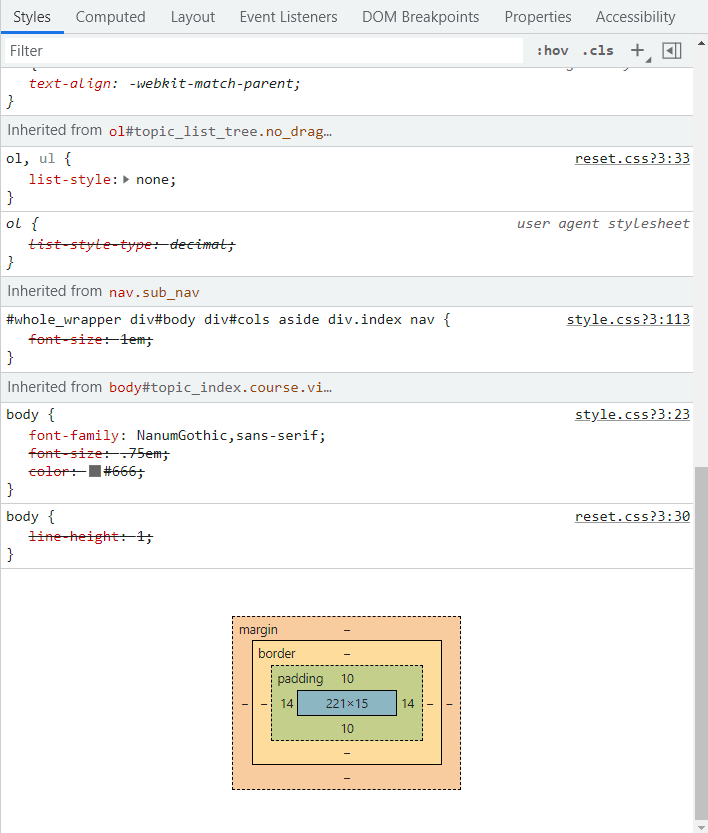 Styles Computed Layout Event Listeners DOM Breakpoints Properties Accessibility
Filter :hov .cls +
text-align: -webkit-match-parent;
}
Inherited from ol#topic_list_tree.no_drag…
ol, ul { reset.css?3:33
list-style: none;
}
ol { user agent stylesheet
list-style-type: decimal;
}
Inherited from nav.sub_nav
#whole_wrapper div#body div#cols aside div.index nav { style.css?3:113
font-size: 1em;
}
Inherited from body#topic_index.course.vi…
body { style.css?3:23
font-family: NanumGothic,sans-serif;
font-size: .75em;
color: #666;
}
body { reset.css?3:30
line-height: 1;
}
margin –
border –
padding 10
– – 14 221×15 14 – –
10
–
–